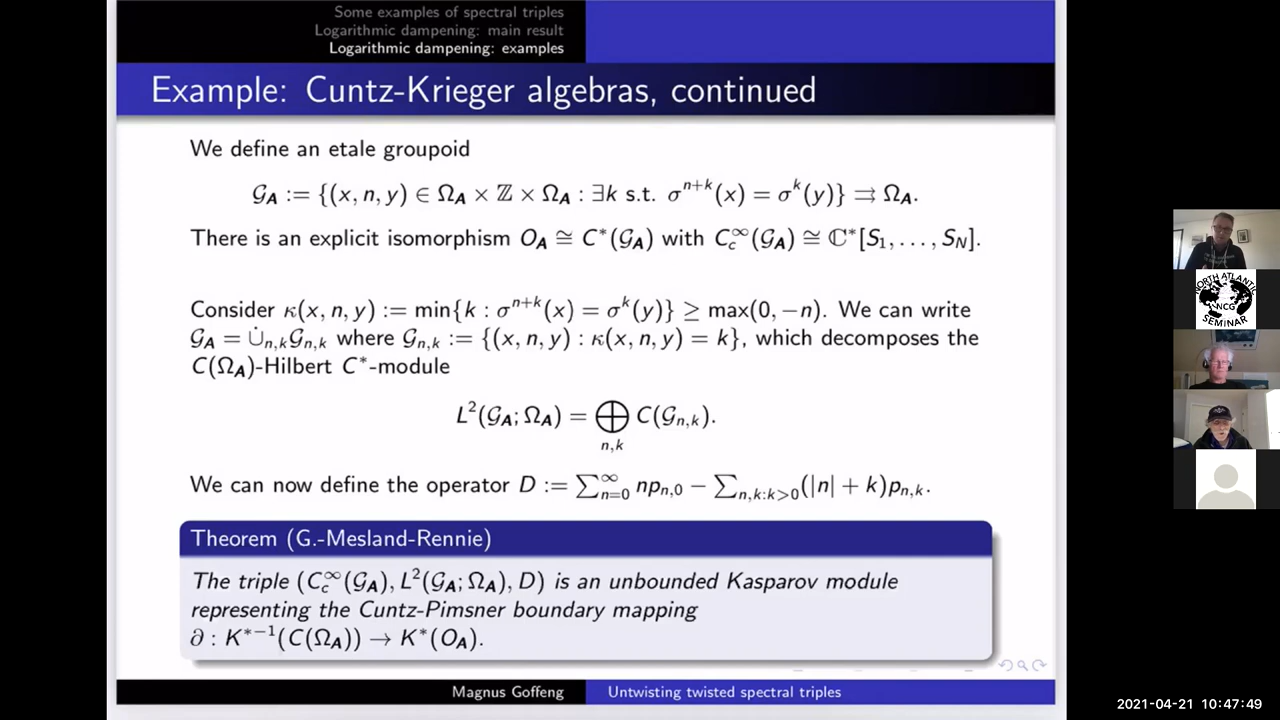 Some examples of spectral triples
Logarithmic dampening: main result
Logarithmic dampening: examples
Example: Cuntz-Krieger algebras, continued
We define an etale groupoid
𝒢_𝑨 := {(x, n, y) ∈ Ω_𝑨 × ℤ × Ω_𝑨 : ∃k s.t. σ^{n+k}(x) = σ^k(y)} ⇉ Ω_𝑨.
There is an explicit isomorphism O_𝑨 ≅ C*(𝒢_𝑨) with C_c^∞(𝒢_𝑨) ≅ ℂ*[S_1, . . . , S_N].
Consider κ(x, n, y) := min{k : σ^{n+k}(x) = σ^k(y)} ≥ max(0, −n). We can write
𝒢_𝑨 = ∪̇_{n,k}𝒢_{n,k} where 𝒢_{n,k} := {(x, n, y) : κ(x, n, y) = k}, which decomposes the
C(Ω_𝑨)-Hilbert C*-module
L²(𝒢_𝑨; Ω_𝑨) = ⊕_{n,k} C(𝒢_{n,k}).
We can now define the operator D := ∑_{n=0}^∞ np_{n,0} − ∑_{n,k:k>0}(|n| + k)p_{n,k}.
Theorem (G.-Mesland-Rennie)
The triple (C_c^∞(𝒢_𝑨), L²(𝒢_𝑨; Ω_𝑨), D) is an unbounded Kasparov module
representing the Cuntz-Pimsner boundary mapping
∂ : K^{*−1}(C(Ω_𝑨)) → K*(O_𝑨).
Magnus Goffeng
Untwisting twisted spectral triples
NORTH ATLANTIC
NCG
SEMINAR
2021-04-21 10:47:49